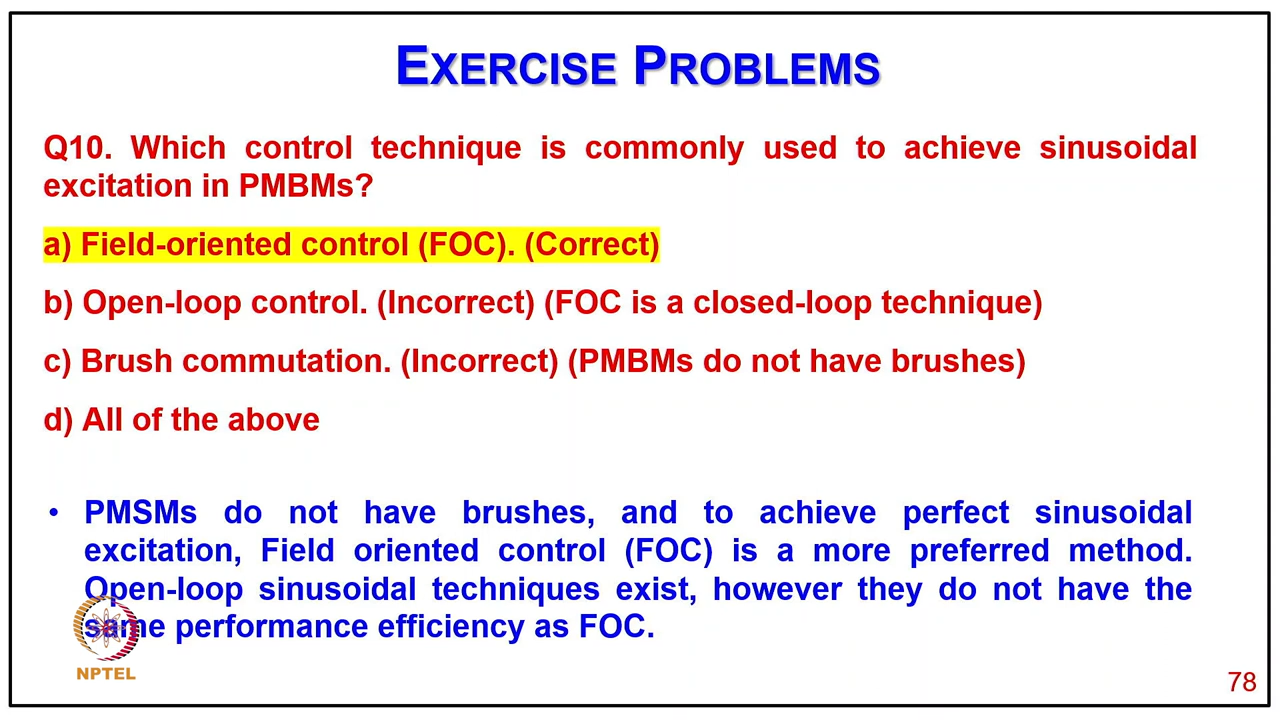 EXERCISE PROBLEMS
Q10. Which control technique is commonly used to achieve sinusoidal
excitation in PMBMs?
a) Field-oriented control (FOC). (Correct)
b) Open-loop control. (Incorrect) (FOC is a closed-loop technique)
c) Brush commutation. (Incorrect) (PMBMs do not have brushes)
d) All of the above
• PMSMs do not have brushes, and to achieve perfect sinusoidal
excitation, Field oriented control (FOC) is a more preferred method.
Open-loop sinusoidal techniques exist, however they do not have the
same performance efficiency as FOC.
NPTEL
78